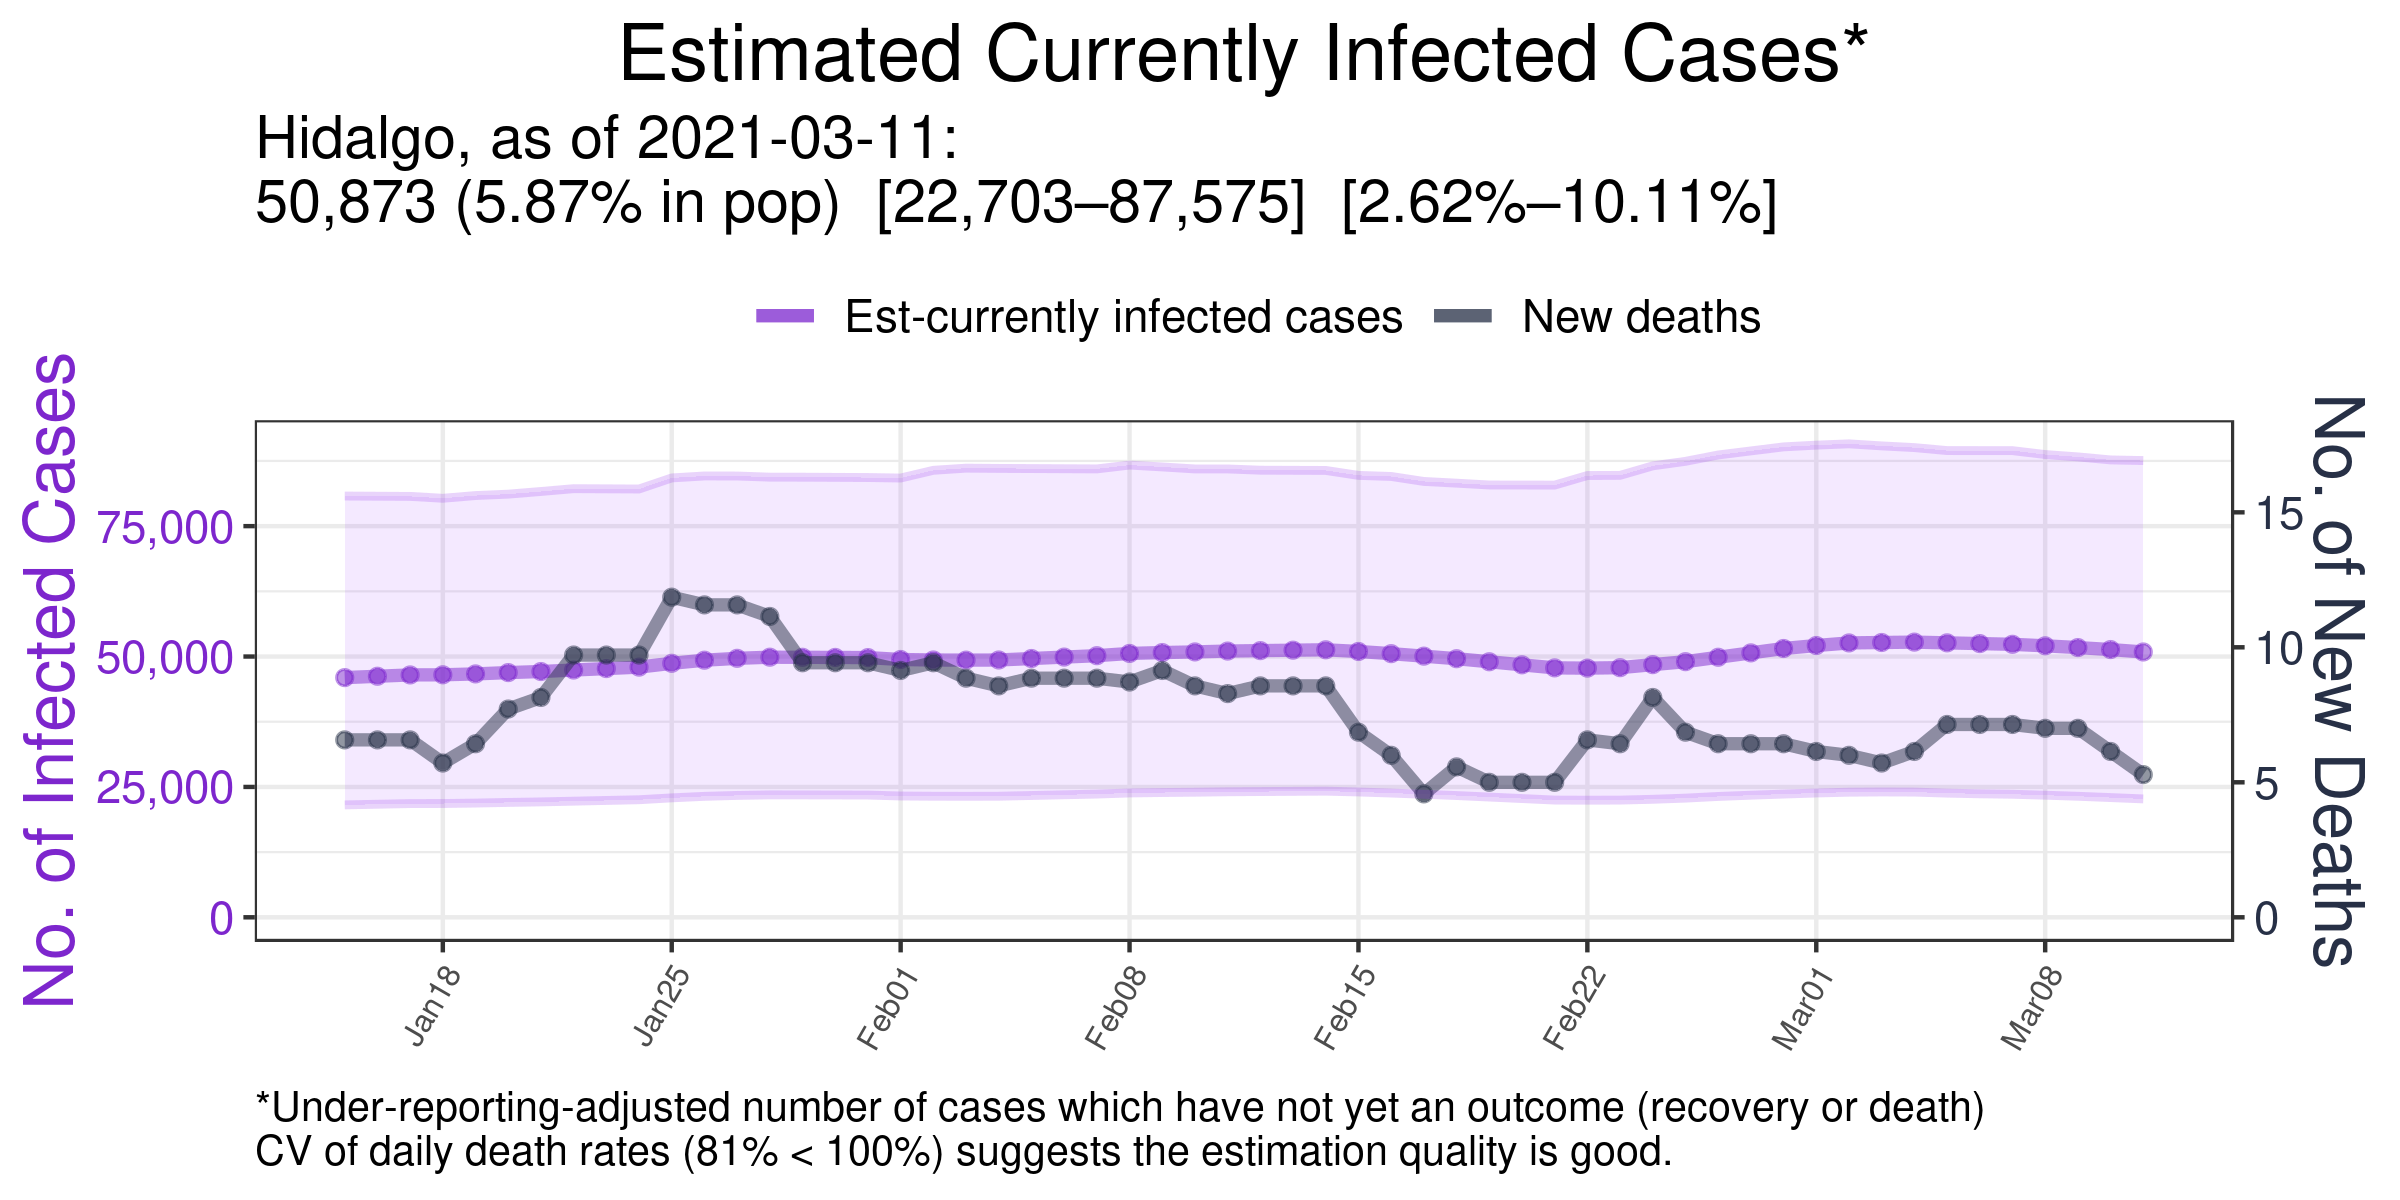 Estimated Currently Infected Cases*
Hidalgo, as of 2021-03-11:
50,873 (5.87% in pop)  [22,703–87,575]  [2.62%–10.11%]
Est-currently infected cases
New deaths
No. of Infected Cases
75,000
50,000
25,000
0
15
10
5
0
No. of New Deaths
Jan18
Jan25
Feb01
Feb08
Feb15
Feb22
Mar01
Mar08
*Under-reporting-adjusted number of cases which have not yet an outcome (recovery or death)
CV of daily death rates (81% < 100%) suggests the estimation quality is good.